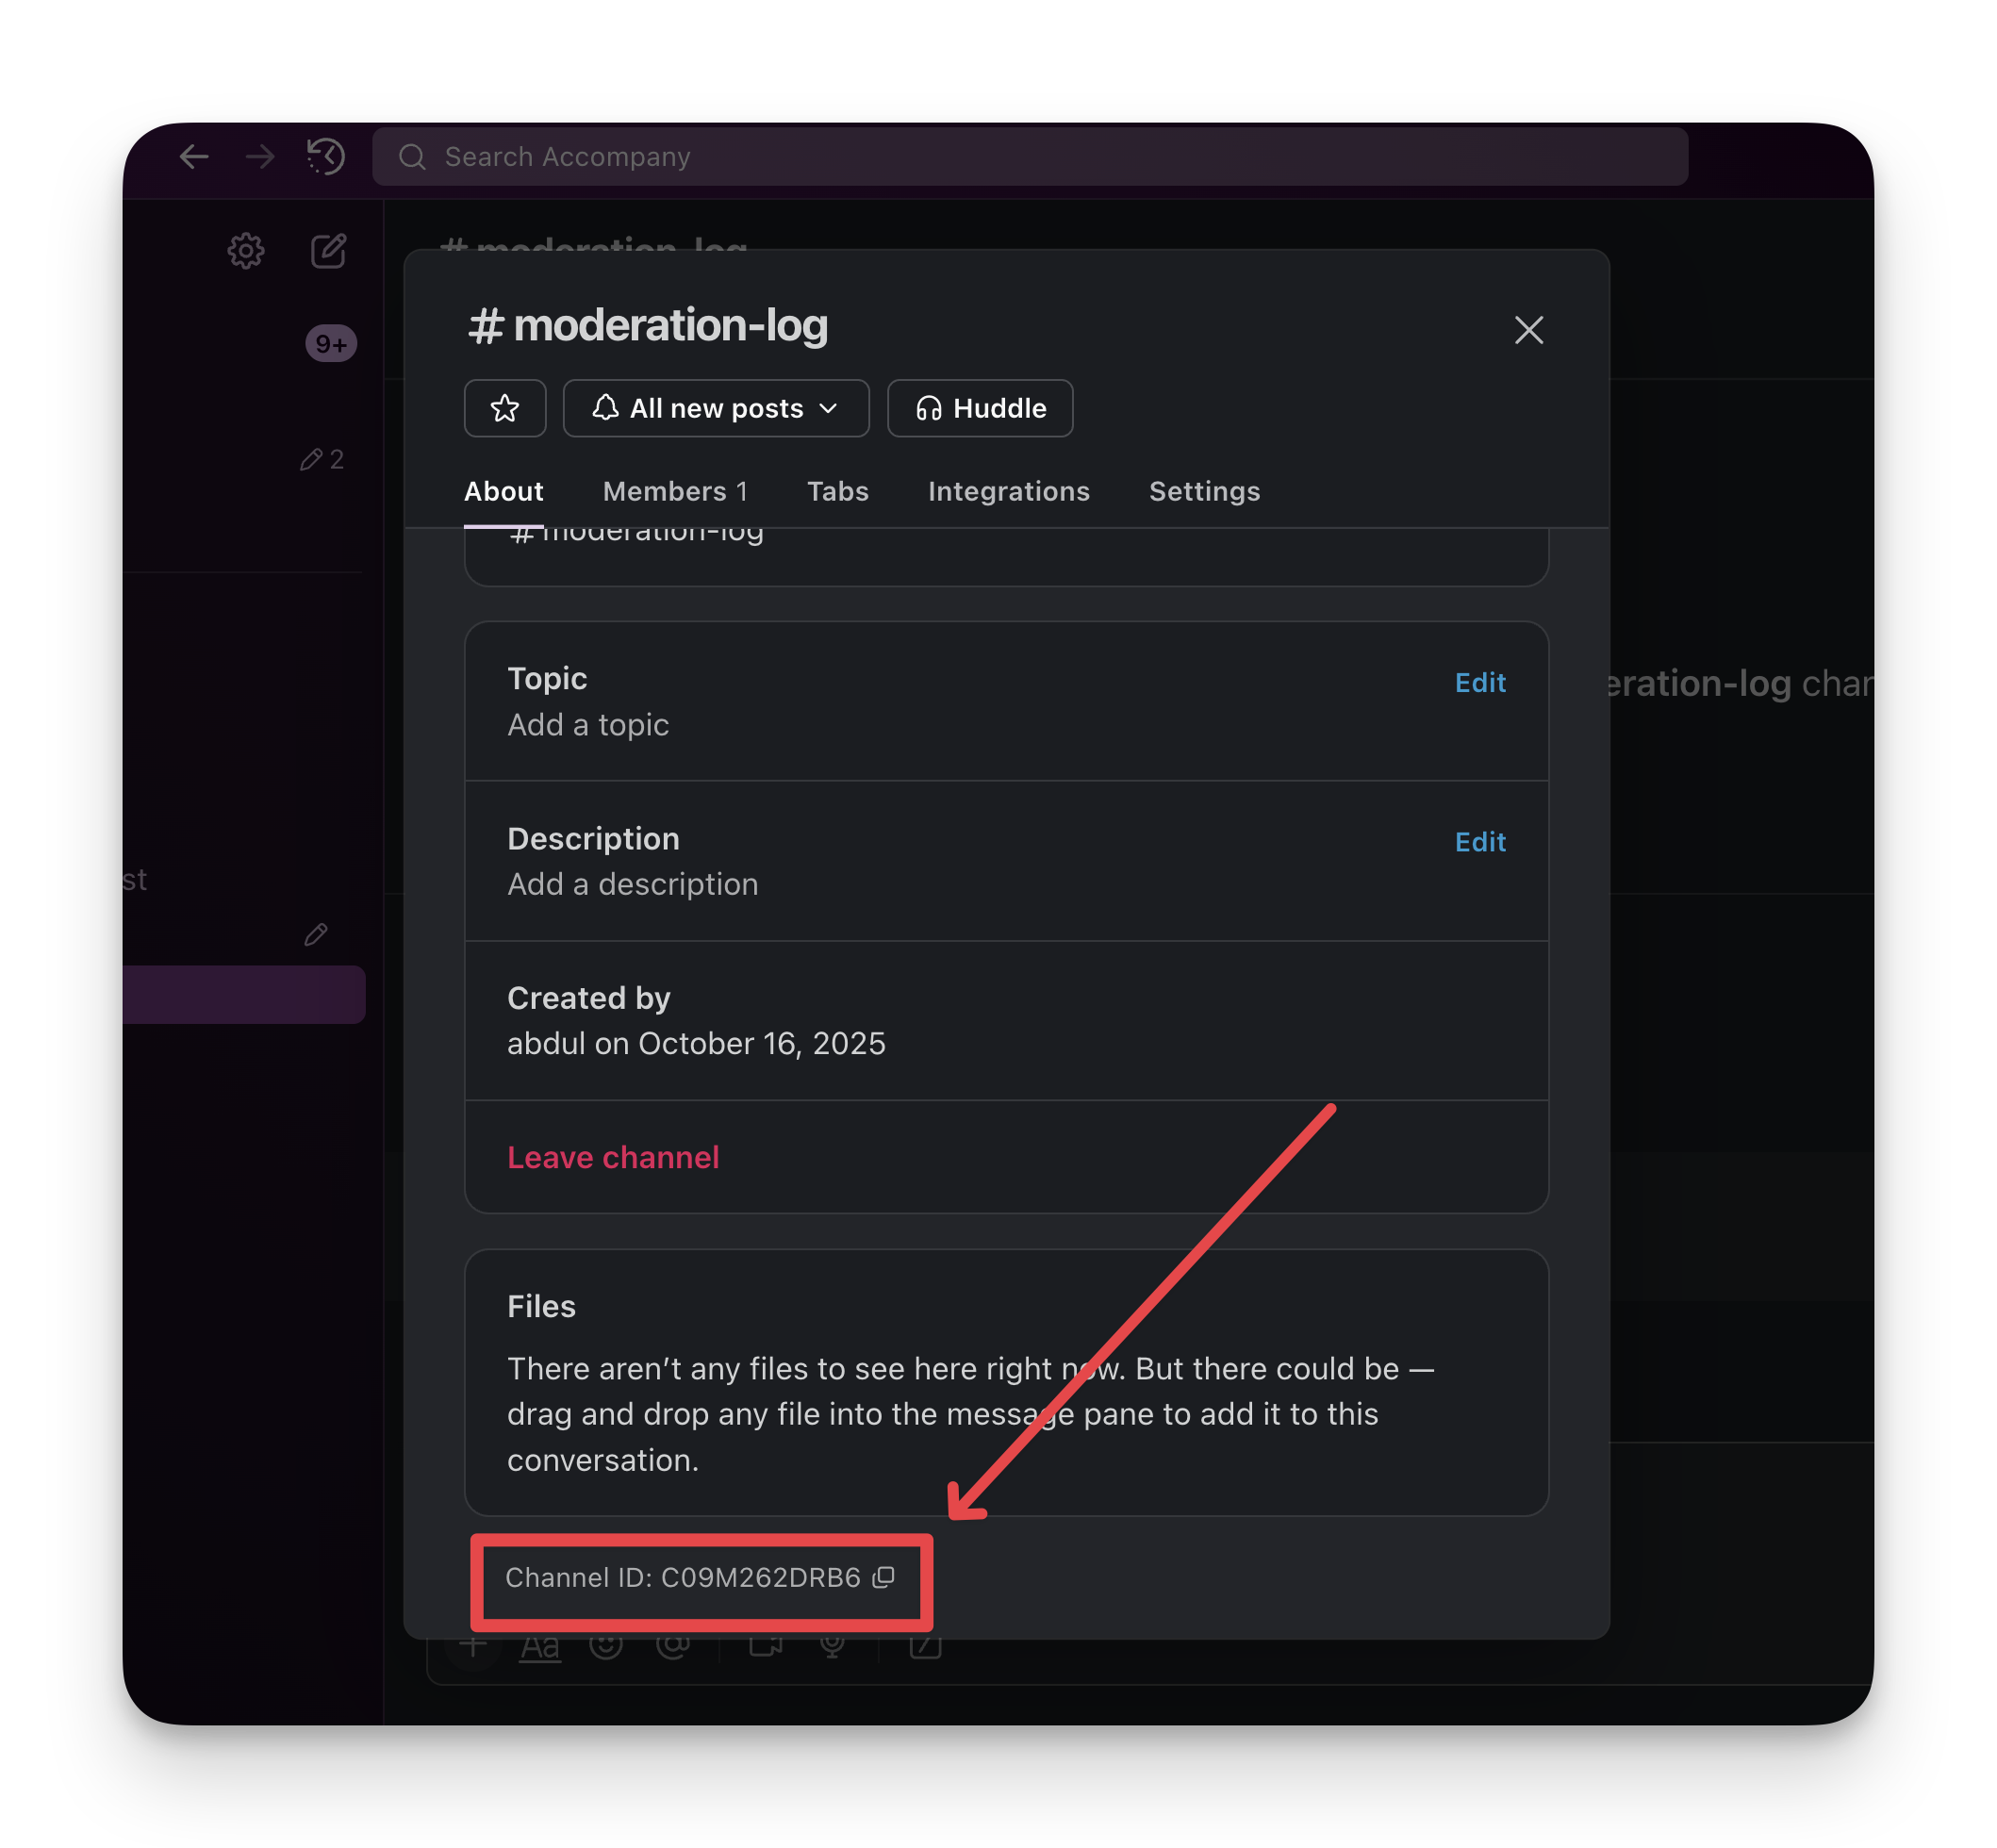 Search Accompany
# moderation-log
9+
# moderation-log
All new posts
Huddle
2
About Members 1 Tabs Integrations Settings
# moderation-log
Topic
Edit
Add a topic
eration-log chan
Description
Edit
Add a description
st
Created by
abdul on October 16, 2025
Leave channel
Files
There aren’t any files to see here right now. But there could be —
drag and drop any file into the message pane to add it to this
conversation.
Channel ID: C09M262DRB6
Aa